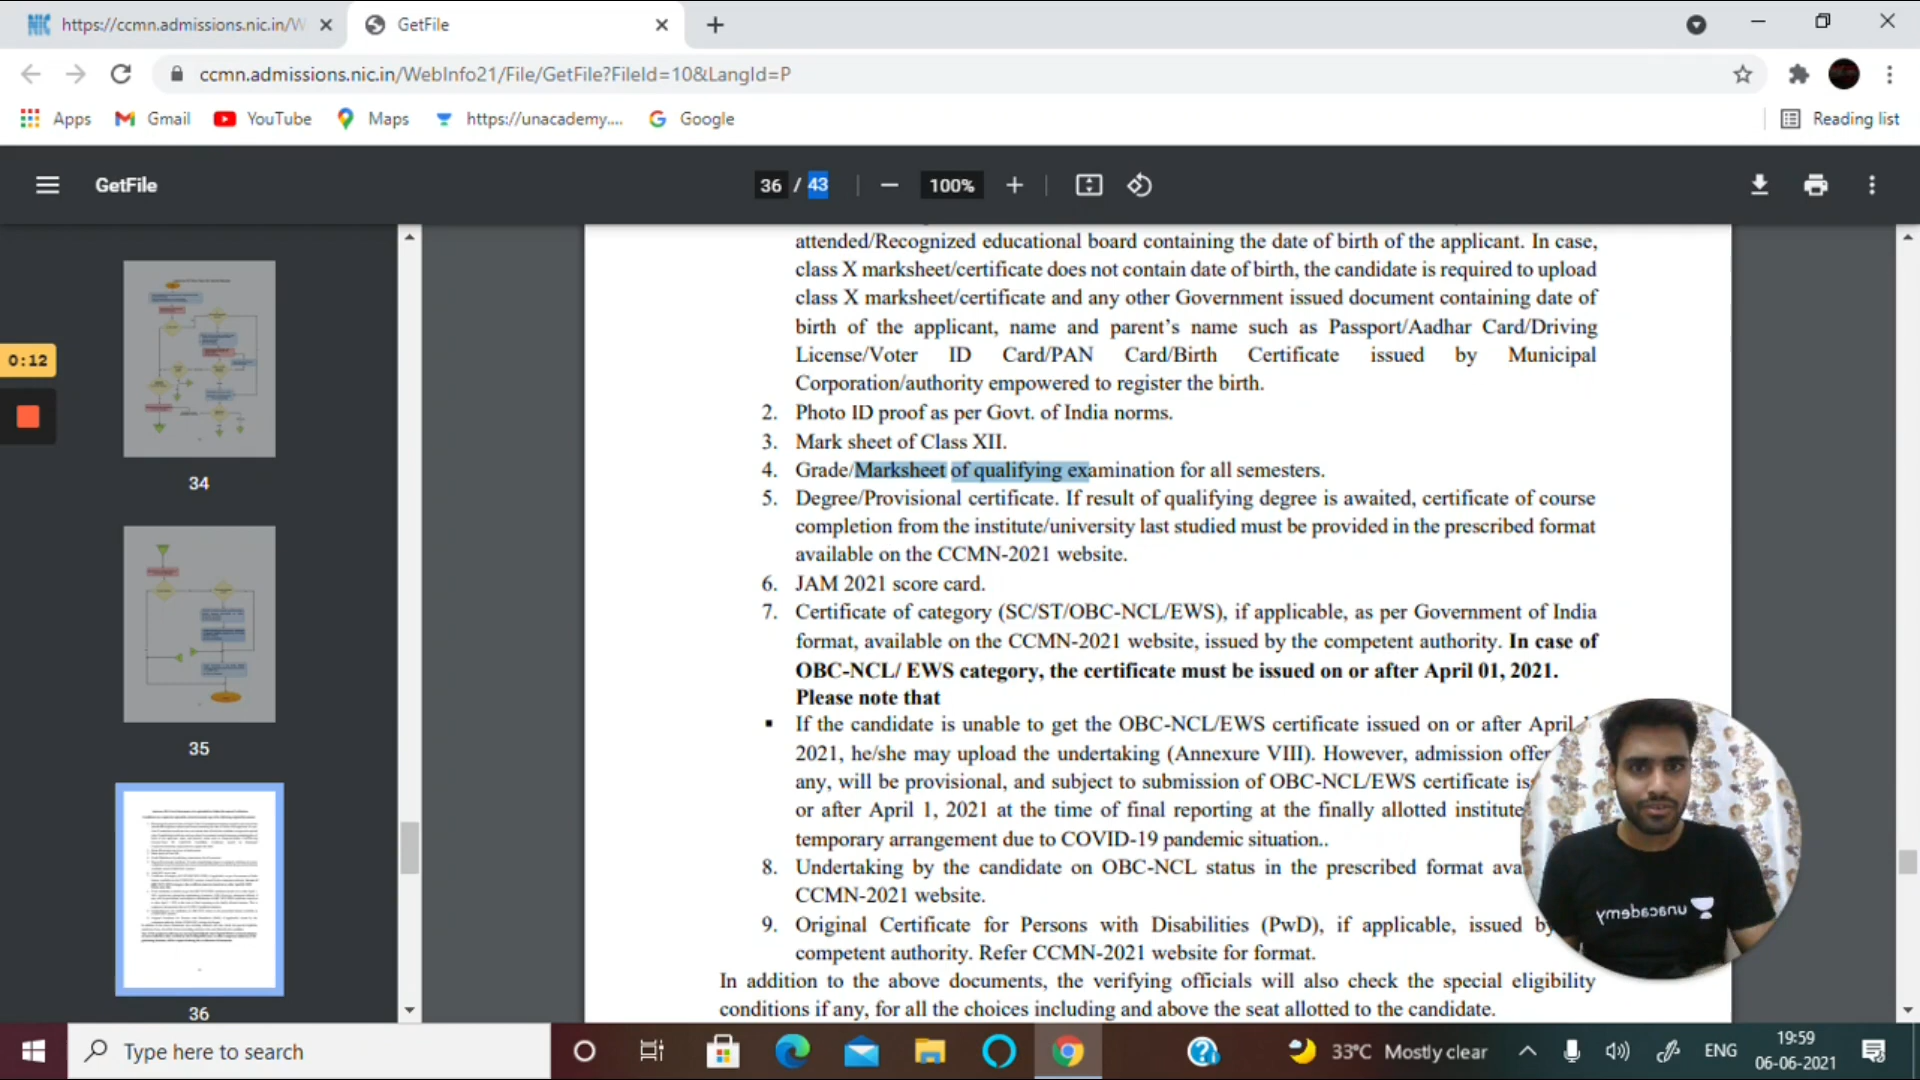 https://ccmn.admissions.nic.in/W
GetFile
ccmn.admissions.nic.in/WebInfo21/File/GetFile?FileId=10&LangId=P
Apps
Gmail
YouTube
Maps
https://unacademy....
Google
Reading list
GetFile
36 / 43
100%
attended/Recognized educational board containing the date of birth of the applicant. In case,
class X marksheet/certificate does not contain date of birth, the candidate is required to upload
class X marksheet/certificate and any other Government issued document containing date of
birth of the applicant, name and parent's name such as Passport/Aadhar Card/Driving
License/Voter ID Card/PAN Card/Birth Certificate issued by Municipal
Corporation/authority empowered to register the birth.
2. Photo ID proof as per Govt. of India norms.
3. Mark sheet of Class XII.
4. Grade/Marksheet of qualifying examination for all semesters.
5. Degree/Provisional certificate. If result of qualifying degree is awaited, certificate of course
completion from the institute/university last studied must be provided in the prescribed format
available on the CCMN-2021 website.
6. JAM 2021 score card.
7. Certificate of category (SC/ST/OBC-NCL/EWS), if applicable, as per Government of India
format, available on the CCMN-2021 website, issued by the competent authority. In case of
OBC-NCL/ EWS category, the certificate must be issued on or after April 01, 2021.
Please note that
▪ If the candidate is unable to get the OBC-NCL/EWS certificate issued on or after April
2021, he/she may upload the undertaking (Annexure VIII). However, admission offer
any, will be provisional, and subject to submission of OBC-NCL/EWS certificate is
or after April 1, 2021 at the time of final reporting at the finally allotted institute
temporary arrangement due to COVID-19 pandemic situation..
8. Undertaking by the candidate on OBC-NCL status in the prescribed format ava
CCMN-2021 website.
9. Original Certificate for Persons with Disabilities (PwD), if applicable, issued b
competent authority. Refer CCMN-2021 website for format.
In addition to the above documents, the verifying officials will also check the special eligibility
conditions if any, for all the choices including and above the seat allotted to the candidate.
0:12
34
35
36
unacademy
Type here to search
33°C Mostly clear
ENG
19:59
06-06-2021